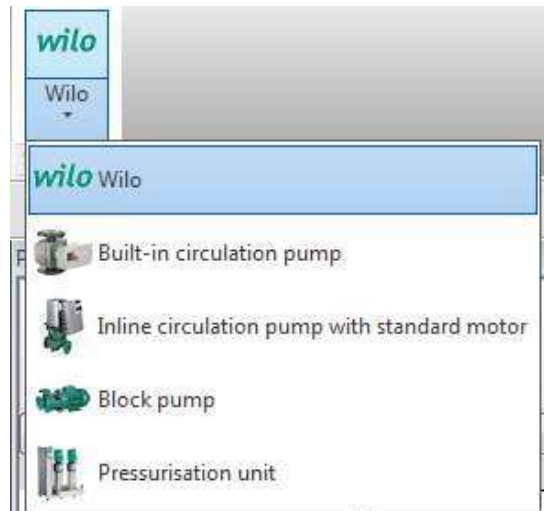 wilo
Wilo
wilo Wilo
Built-in circulation pump
Inline circulation pump with standard motor
Block pump
Pressurisation unit